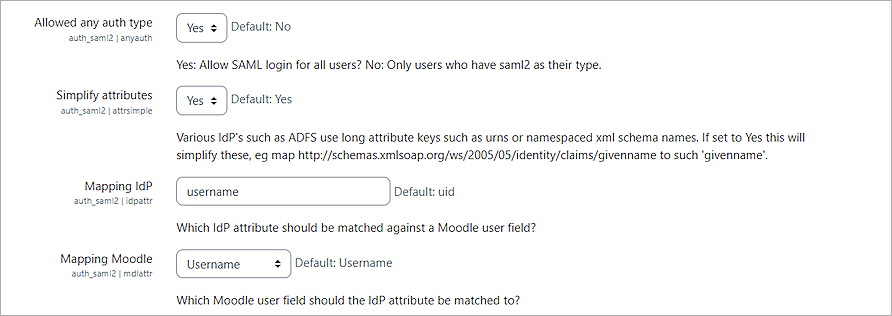 Allowed any auth type Yes Default: No
auth_saml2 | anyauth
Yes: Allow SAML login for all users? No: Only users who have saml2 as their type.
Simplify attributes Yes Default: Yes
auth_saml2 | attrsimple
Various IdP's such as ADFS use long attribute keys such as urns or namespaced xml schema names. If set to Yes this will
simplify these, eg map http://schemas.xmlsoap.org/ws/2005/05/identity/claims/givenname to such 'givenname'.
Mapping IdP username Default: uid
auth_saml2 | idpattr
Which IdP attribute should be matched against a Moodle user field?
Mapping Moodle Username Default: Username
auth_saml2 | mdlattr
Which Moodle user field should the IdP attribute be matched to?